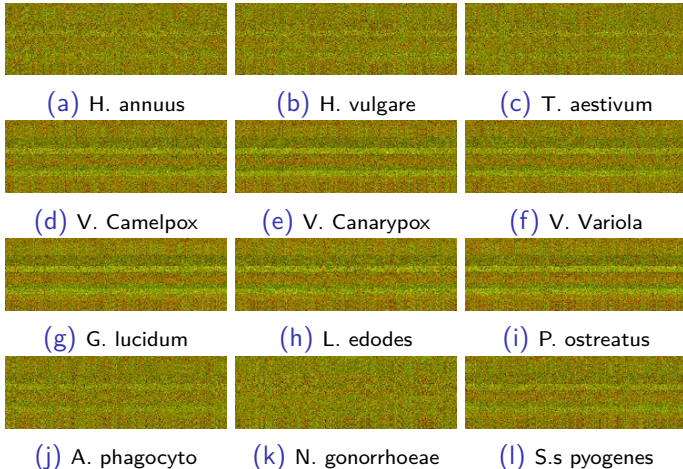 (a) H. annuus (b) H. vulgare (c) T. aestivum
(d) V. Camelpox (e) V. Canarypox (f) V. Variola
(g) G. lucidum (h) L. edodes (i) P. ostreatus
(j) A. phagocyto (k) N. gonorrhoeae (l) S.s pyogenes